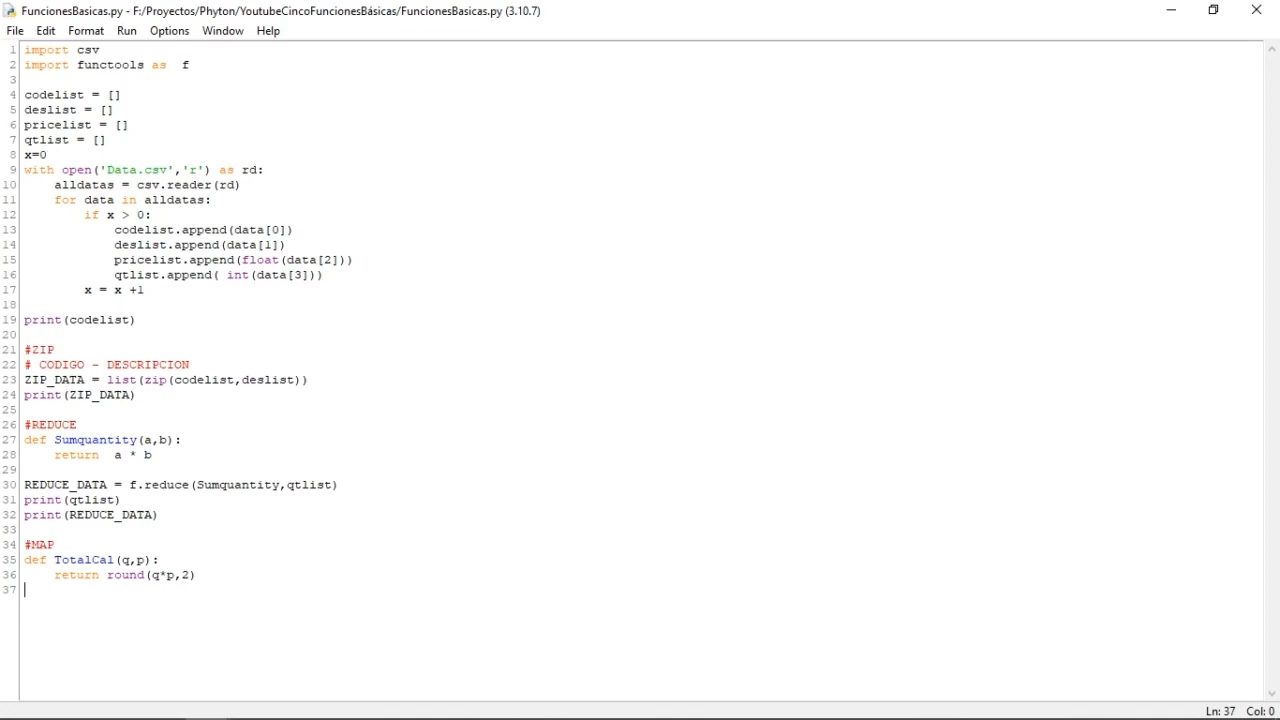 FuncionesBasicas.py - F:/Proyectos/Phyton/YoutubeCincoFuncionesBásicas/FuncionesBasicas.py (3.10.7)
File Edit Format Run Options Window Help
1 import csv
2 import functools as  f
3
4 codelist = []
5 deslist = []
6 pricelist = []
7 qtlist = []
8 x=0
9 with open('Data.csv','r') as rd:
10     alldatas = csv.reader(rd)
11     for data in alldatas:
12         if x > 0:
13             codelist.append(data[0])
14             deslist.append(data[1])
15             pricelist.append(float(data[2]))
16             qtlist.append( int(data[3]))
17         x = x +1
18
19 print(codelist)
20
21 #ZIP
22 # CODIGO - DESCRIPCION
23 ZIP_DATA = list(zip(codelist,deslist))
24 print(ZIP_DATA)
25
26 #REDUCE
27 def Sumquantity(a,b):
28     return  a * b
29
30 REDUCE_DATA = f.reduce(Sumquantity,qtlist)
31 print(qtlist)
32 print(REDUCE_DATA)
33
34 #MAP
35 def TotalCal(q,p):
36     return round(q*p,2)
37
Ln: 37 Col: 0